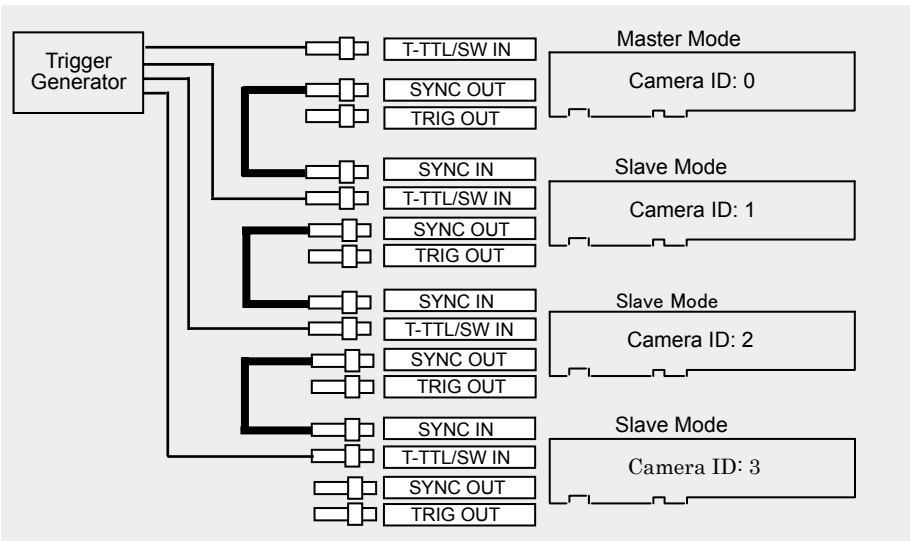 Trigger
Generator
T-TTL/SW IN
SYNC OUT
TRIG OUT
Master Mode
Camera ID: 0
SYNC IN
T-TTL/SW IN
SYNC OUT
TRIG OUT
Slave Mode
Camera ID: 1
SYNC IN
T-TTL/SW IN
SYNC OUT
TRIG OUT
Slave Mode
Camera ID: 2
SYNC IN
T-TTL/SW IN
SYNC OUT
TRIG OUT
Slave Mode
Camera ID: 3